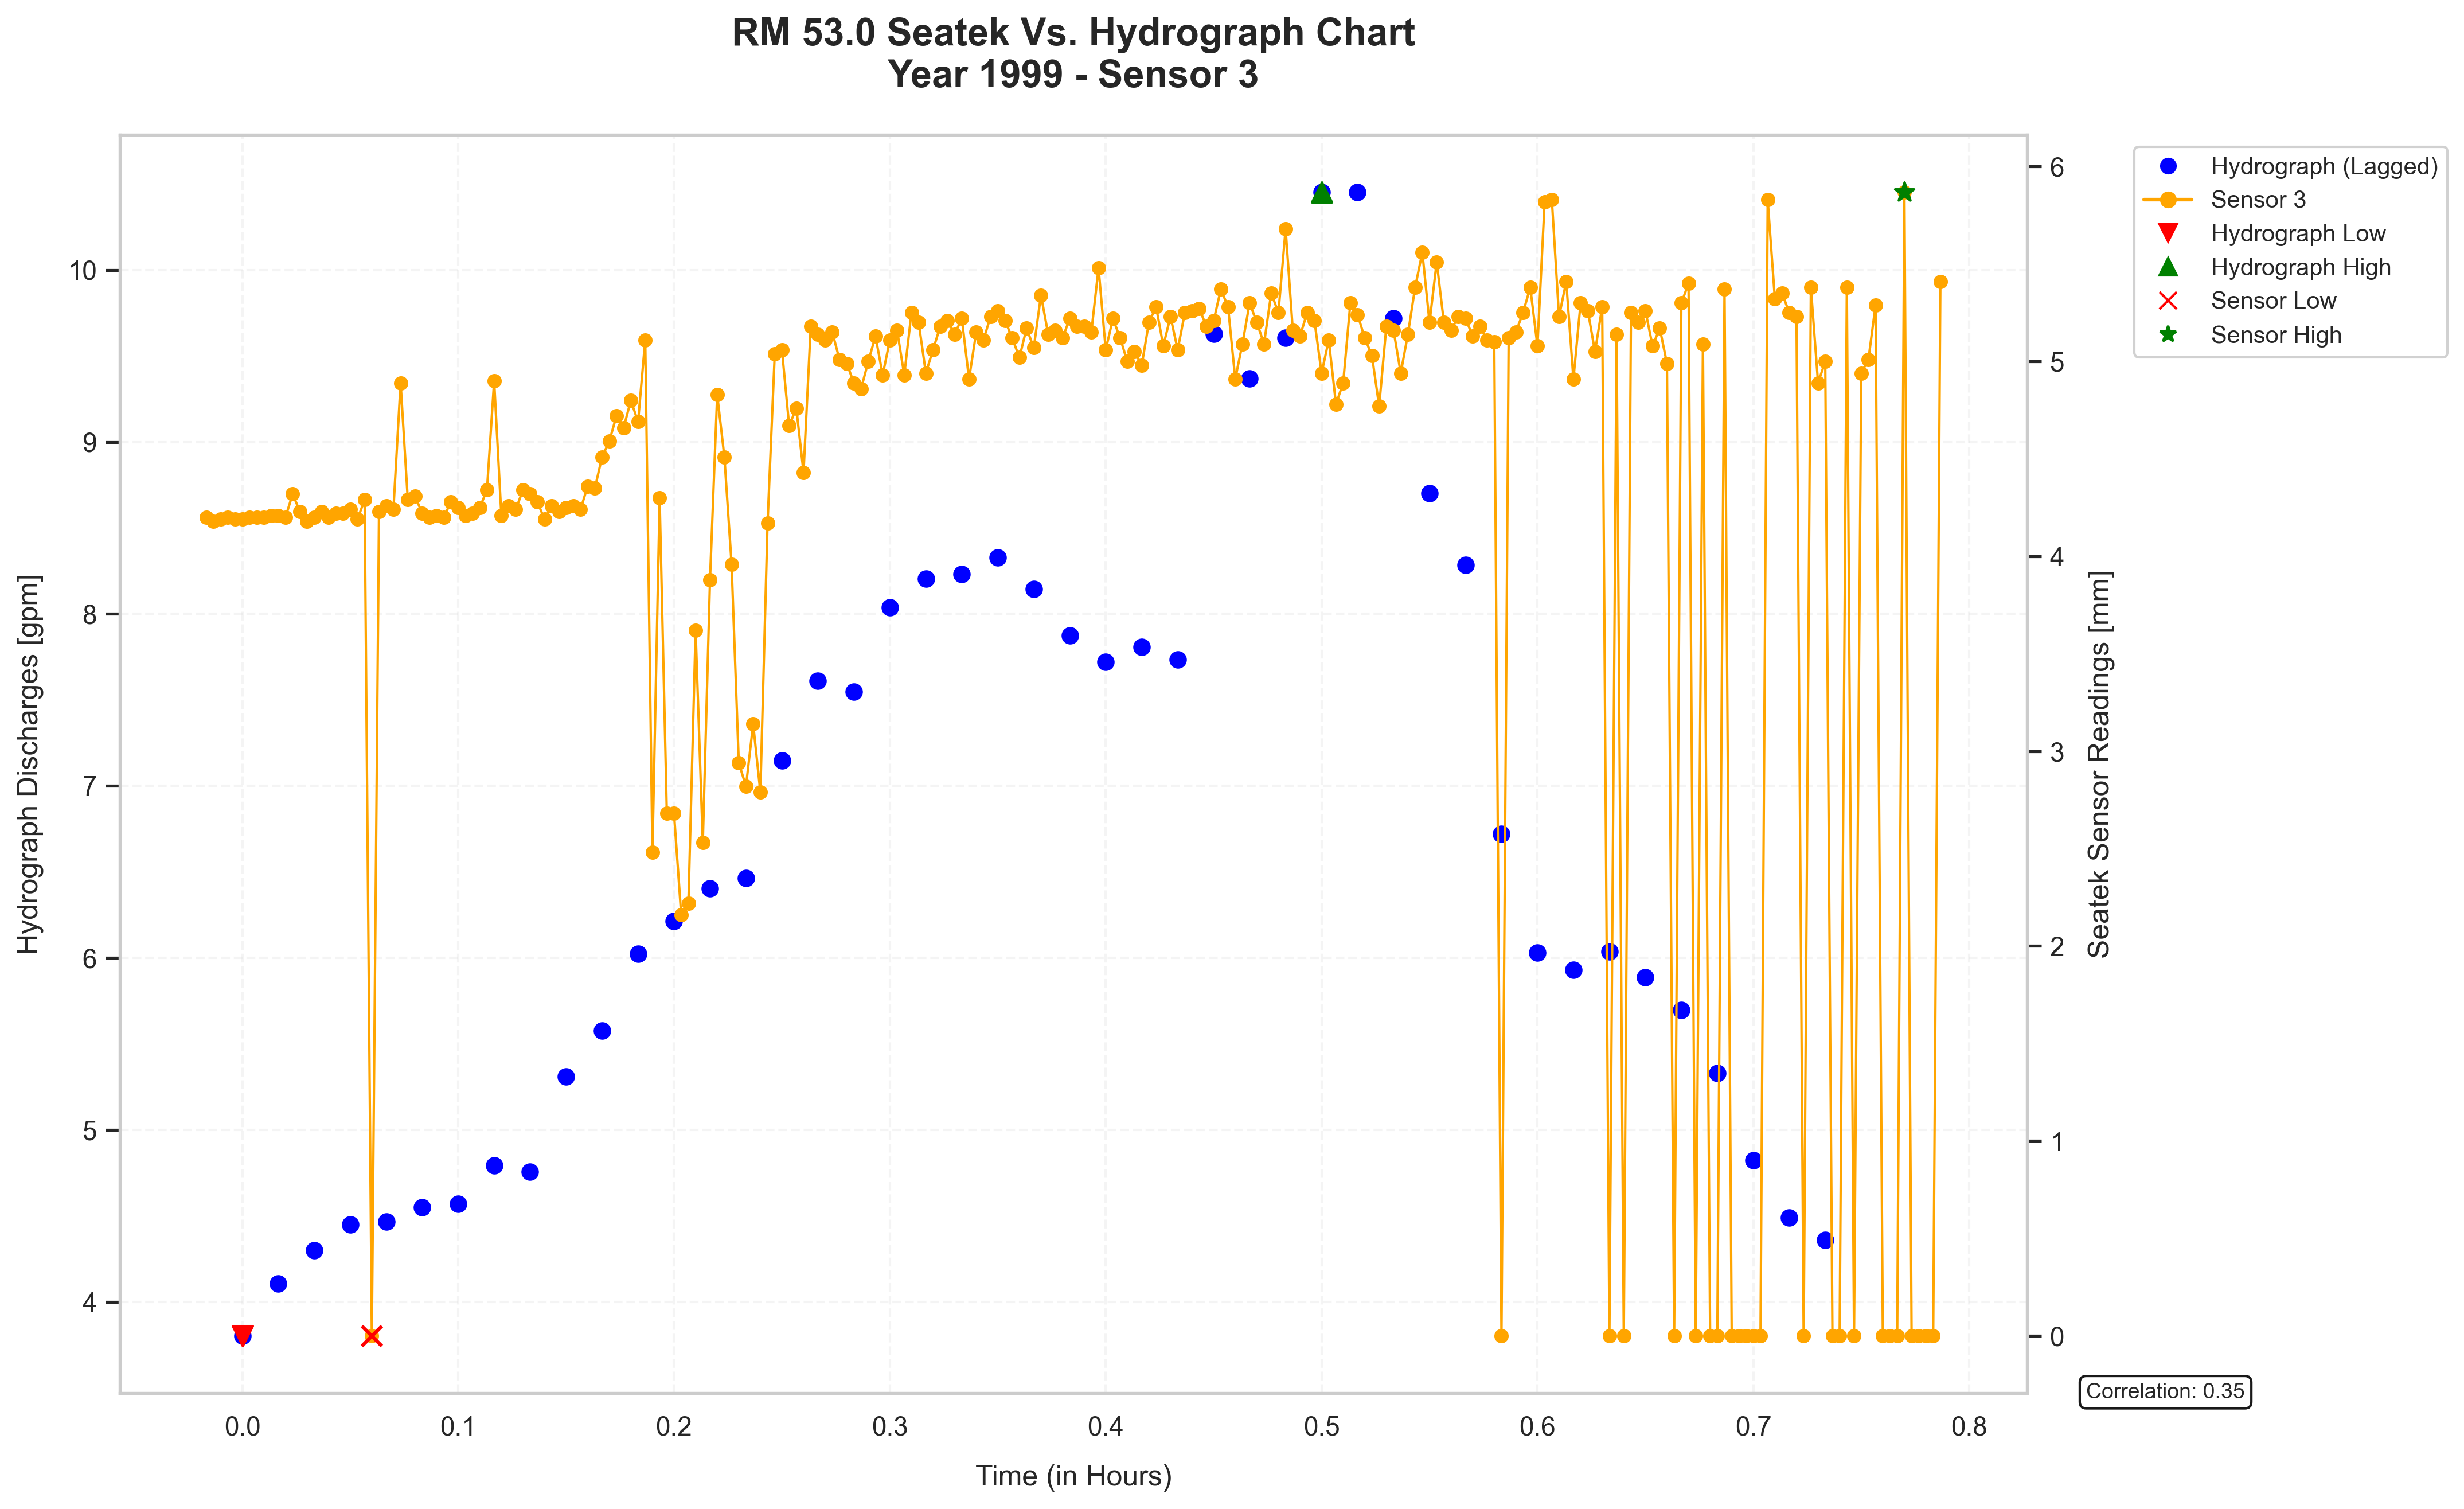 RM 53.0 Seatek Vs. Hydrograph Chart
Year 1999 - Sensor 3
Hydrograph (Lagged)
Sensor 3
Hydrograph Low
Hydrograph High
Sensor Low
Sensor High
Hydrograph Discharges [gpm]
10
9
8
7
6
5
4
Seatek Sensor Readings [mm]
6
5
4
3
2
1
0
Correlation: 0.35
0.0 0.1 0.2 0.3 0.4 0.5 0.6 0.7 0.8
Time (in Hours)